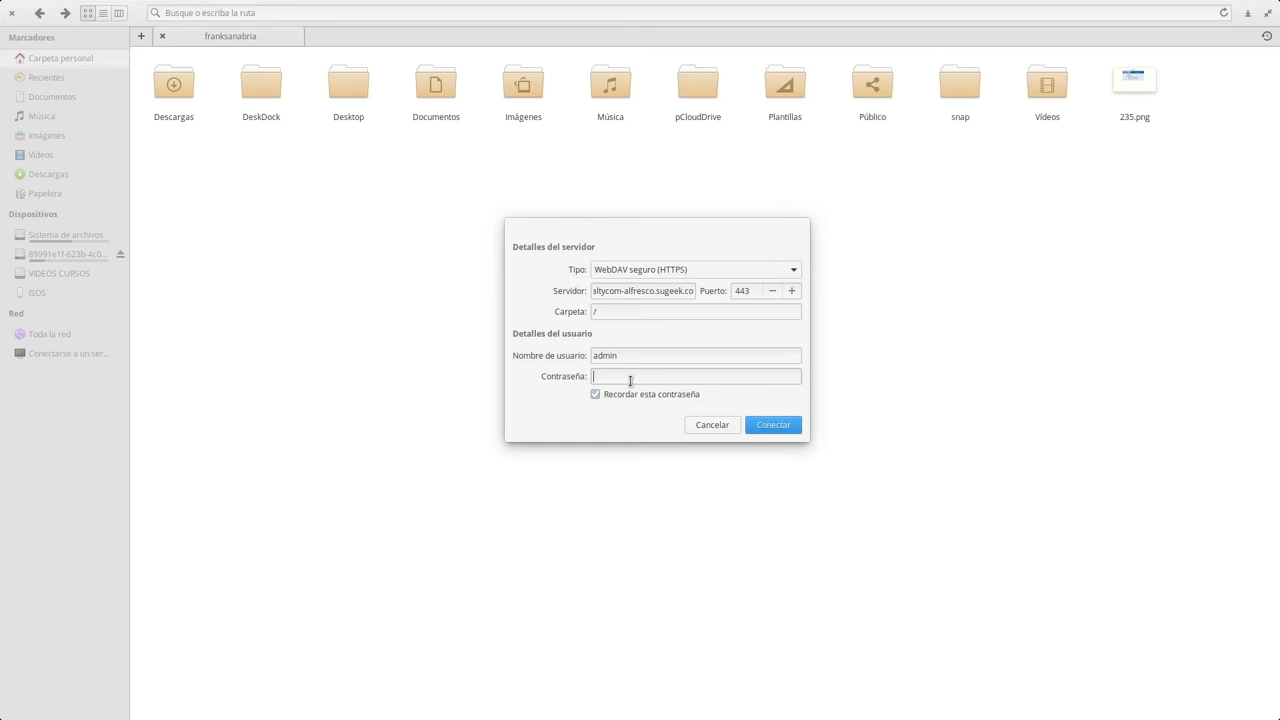 Busque o escriba la ruta
franksanabria
Marcadores
Carpeta personal
Recientes
Documentos
Música
Imágenes
Vídeos
Descargas
Papelera
Dispositivos
Sistema de archivos
89991e1f-623b-4c0...
VIDEOS CURSOS
ISOS
Red
Toda la red
Conectarse a un ser...
Descargas
DeskDock
Desktop
Documentos
Imágenes
Música
pCloudDrive
Plantillas
Público
snap
Vídeos
235.png
Detalles del servidor
Tipo: WebDAV seguro (HTTPS)
Servidor: altycom-alfresco.sugeek.co Puerto: 443
Carpeta: /
Detalles del usuario
Nombre de usuario: admin
Contraseña:
Recordar esta contraseña
Cancelar Conectar